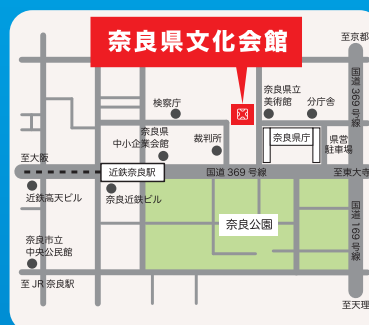 奈良県文化会館
至京都
国道369号線
検察庁
奈良県立
美術館
分庁舎
奈良県
中小企業会館
裁判所
奈良県庁
県営
駐車場
至大阪
近鉄奈良駅
国道 369 号線
至東大寺
近鉄高天ビル
奈良近鉄ビル
奈良公園
国道169号線
奈良市立
中央公民館
至 JR 奈良駅
至天理